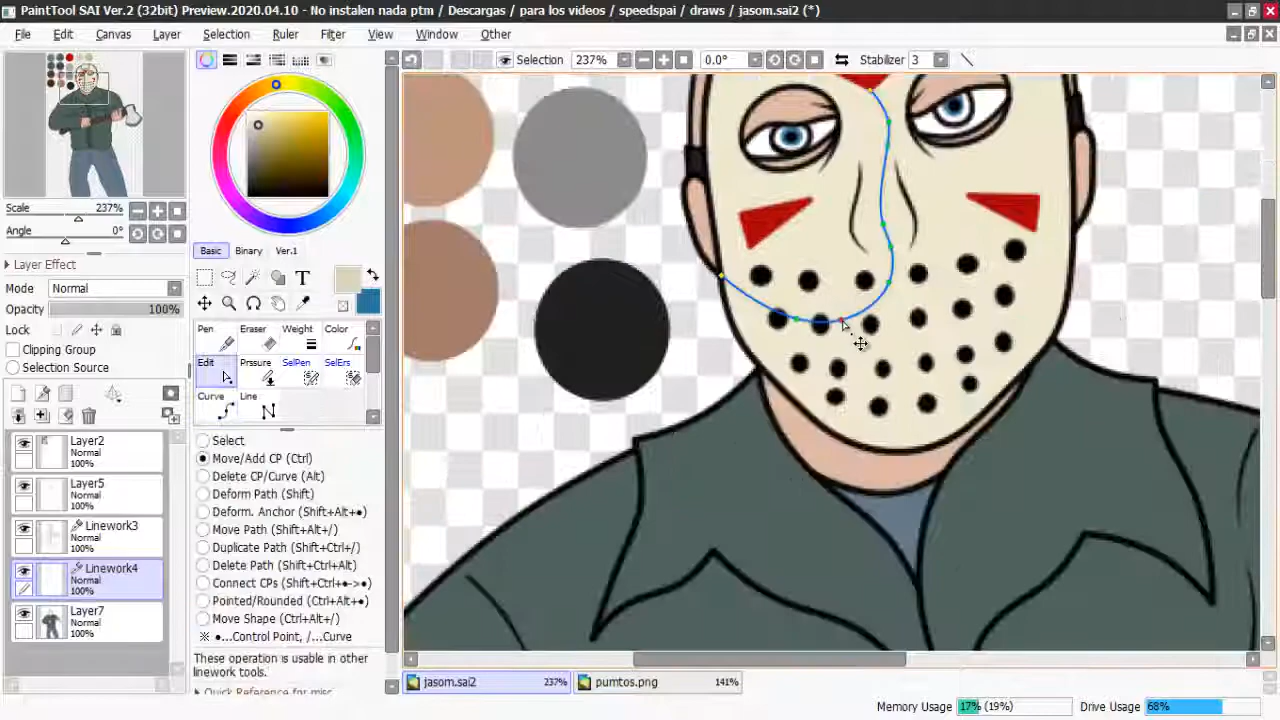 PaintTool SAI Ver.2 (32bit) Preview.2020.04.10 - No instalen nada ptm / Descargas / para los videos / speedspai / draws / jasom.sai2 (*)
File Edit Canvas Layer Selection Ruler Filter View Window Other
Selection 237% 0.0° Stabilizer 3
Scale 237%
Angle 0°
Layer Effect
Mode Normal
Opacity 100%
Lock
Clipping Group
Selection Source
Layer2
Normal
100%
Layer5
Normal
100%
Linework3
Normal
100%
Linework4
Normal
100%
Layer7
Normal
100%
Basic Binary Ver.1
T
Pen Eraser Weight Color
Edit Prssure SelPen SelErs
Curve Line
Select
Move/Add CP (Ctrl)
Delete CP/Curve (Alt)
Deform Path (Shift)
Deform. Anchor (Shift+Alt+●)
Move Path (Shift+Alt+/)
Duplicate Path (Shift+Ctrl+/)
Delete Path (Shift+Ctrl+Alt)
Connect CPs (Shift+Ctrl+●->●)
Pointed/Rounded (Ctrl+Alt+●)
Move Shape (Ctrl+Alt+/)
※ ●...Control Point, /...Curve
These operation is usable in other
linework tools.
Quick Reference for misc
jasom.sai2 237% pumtos.png 141%
Memory Usage 17% (19%) Drive Usage 68%